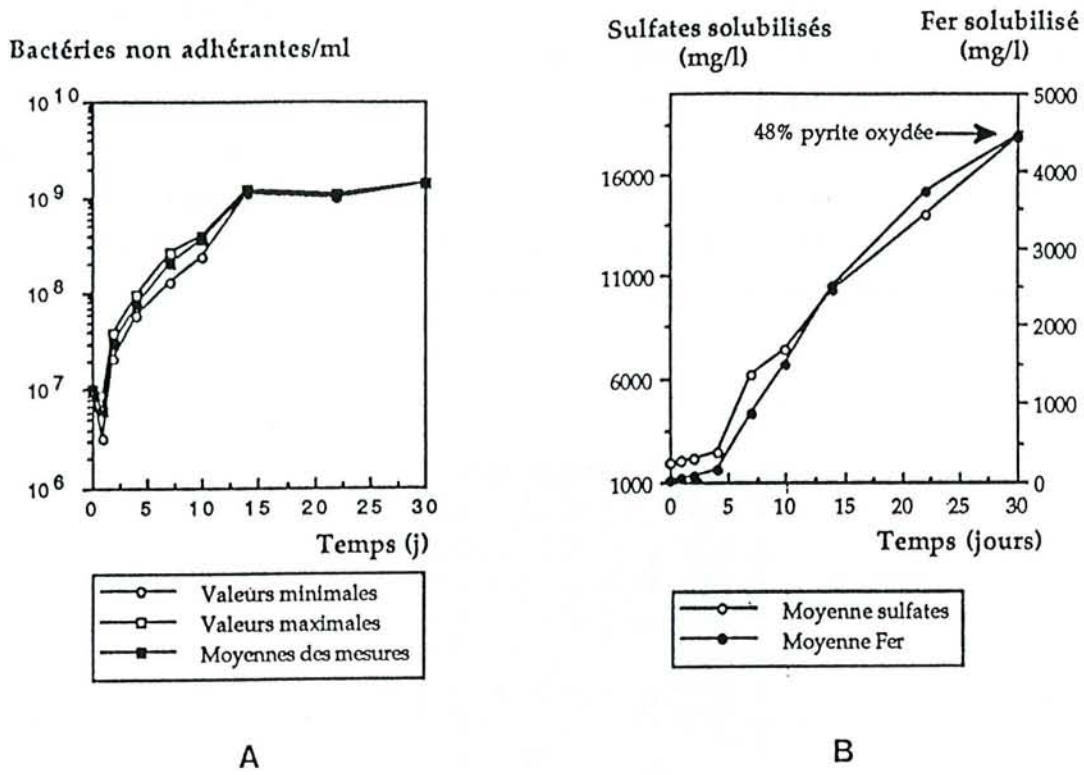 Bactéries non adhérantes/ml
10^10
10^9
10^8
10^7
10^6
0 5 10 15 20 25 30
Temps (j)
Valeurs minimales
Valeurs maximales
Moyennes des mesures
A
Sulfates solubilisés
(mg/l)
Fer solubilisé
(mg/l)
48% pyrite oxydée
16000
11000
6000
1000
5000
4000
3000
2000
1000
0
0 5 10 15 20 25 30
Temps (jours)
Moyenne sulfates
Moyenne Fer
B